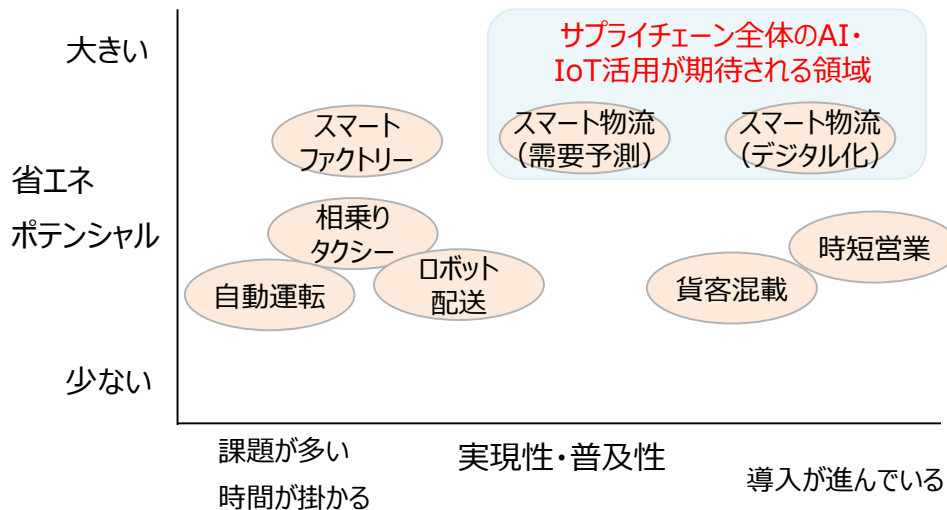 大きい
サプライチェーン全体のAI・
IoT活用が期待される領域
スマート
ファクトリー
スマート物流
（需要予測）
スマート物流
（デジタル化）
省エネ
ポテンシャル
相乗り
タクシー
自動運転
ロボット
配送
貨客混載
時短営業
少ない
課題が多い
時間が掛かる
実現性・普及性
導入が進んでいる